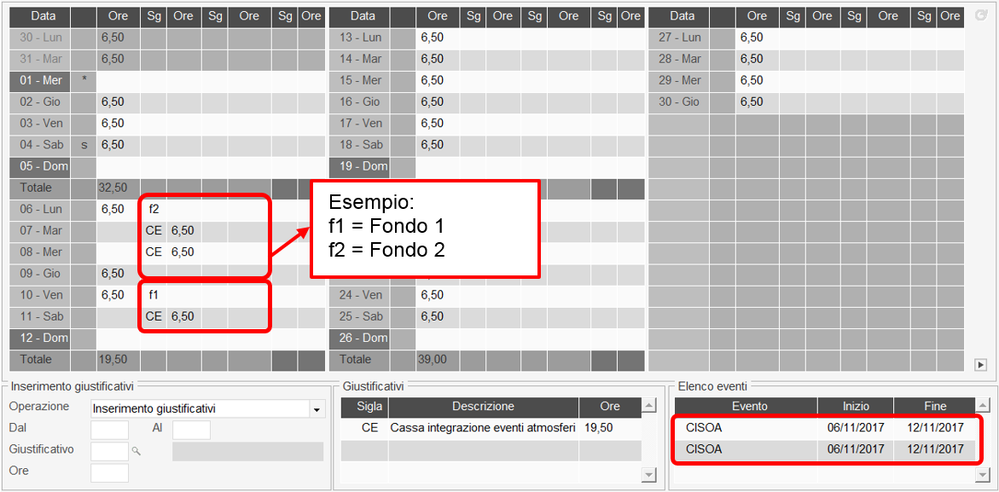 Data Ore Sg Ore Sg Ore Sg Ore Data Ore Sg Ore Sg Ore Sg Ore Data Ore Sg Ore Sg Ore Sg Ore
30 - Lun 6,50 13 - Lun 6,50 27 - Lun 6,50
31 - Mar 6,50 14 - Mar 6,50 28 - Mar 6,50
01 - Mer * 15 - Mer 6,50 29 - Mer 6,50
02 - Gio 6,50 16 - Gio 6,50 30 - Gio 6,50
03 - Ven 6,50 17 - Ven 6,50
04 - Sab s 6,50 18 - Sab 6,50
05 - Dom 19 - Dom
Totale 32,50
06 - Lun 6,50 f2
07 - Mar CE 6,50
08 - Mer CE 6,50
09 - Gio 6,50
Esempio:
f1 = Fondo 1
f2 = Fondo 2
10 - Ven 6,50 f1 24 - Ven 6,50
11 - Sab CE 6,50 25 - Sab 6,50
12 - Dom 26 - Dom
Totale 19,50 Totale 39,00
Inserimento giustificativi
Operazione Inserimento giustificativi
Dal Al
Giustificativo
Ore
Giustificativi
Sigla Descrizione Ore
CE Cassa integrazione eventi atmosferi 19,50
Elenco eventi
Evento Inizio Fine
CISOA 06/11/2017 12/11/2017
CISOA 06/11/2017 12/11/2017